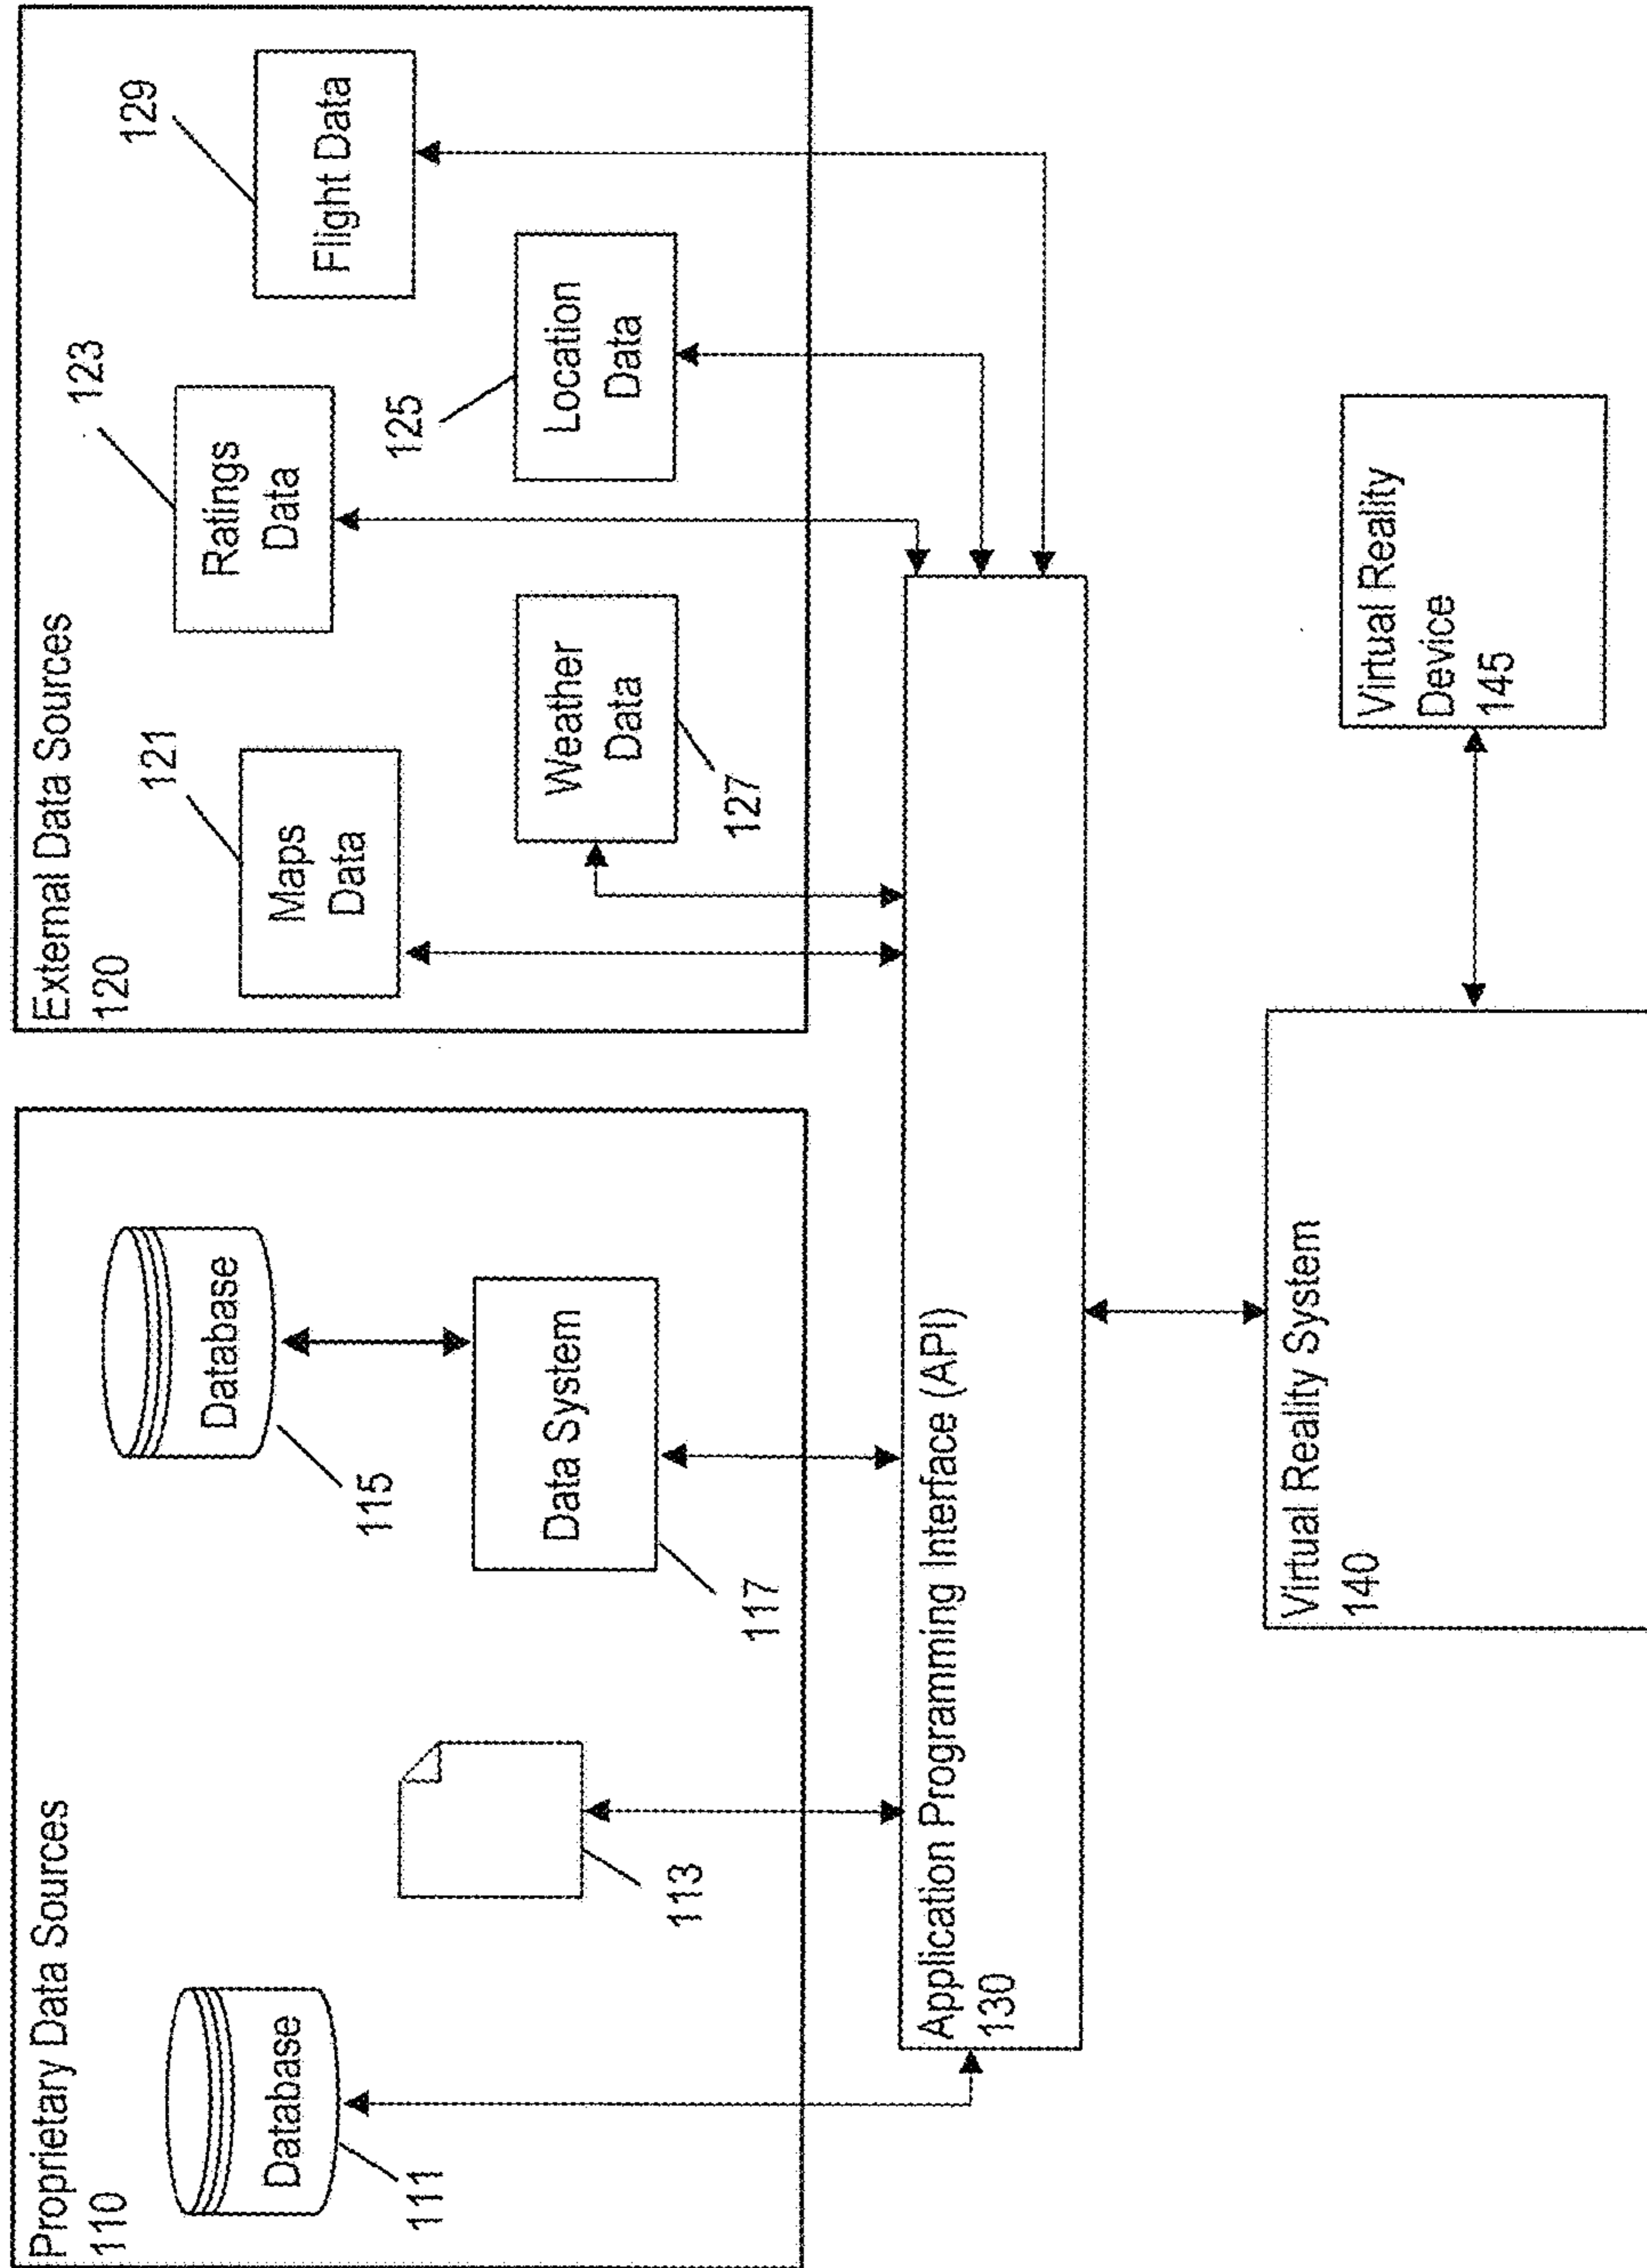 Proprietary Data Sources
110
Database
111
113
Database
115
Data System
117
External Data Sources
120
Maps
Data
121
Ratings
Data
123
Flight Data
129
Weather
Data
127
Location
Data
125
Application Programming Interface (API)
130
Virtual Reality System
140
Virtual Reality
Device
145